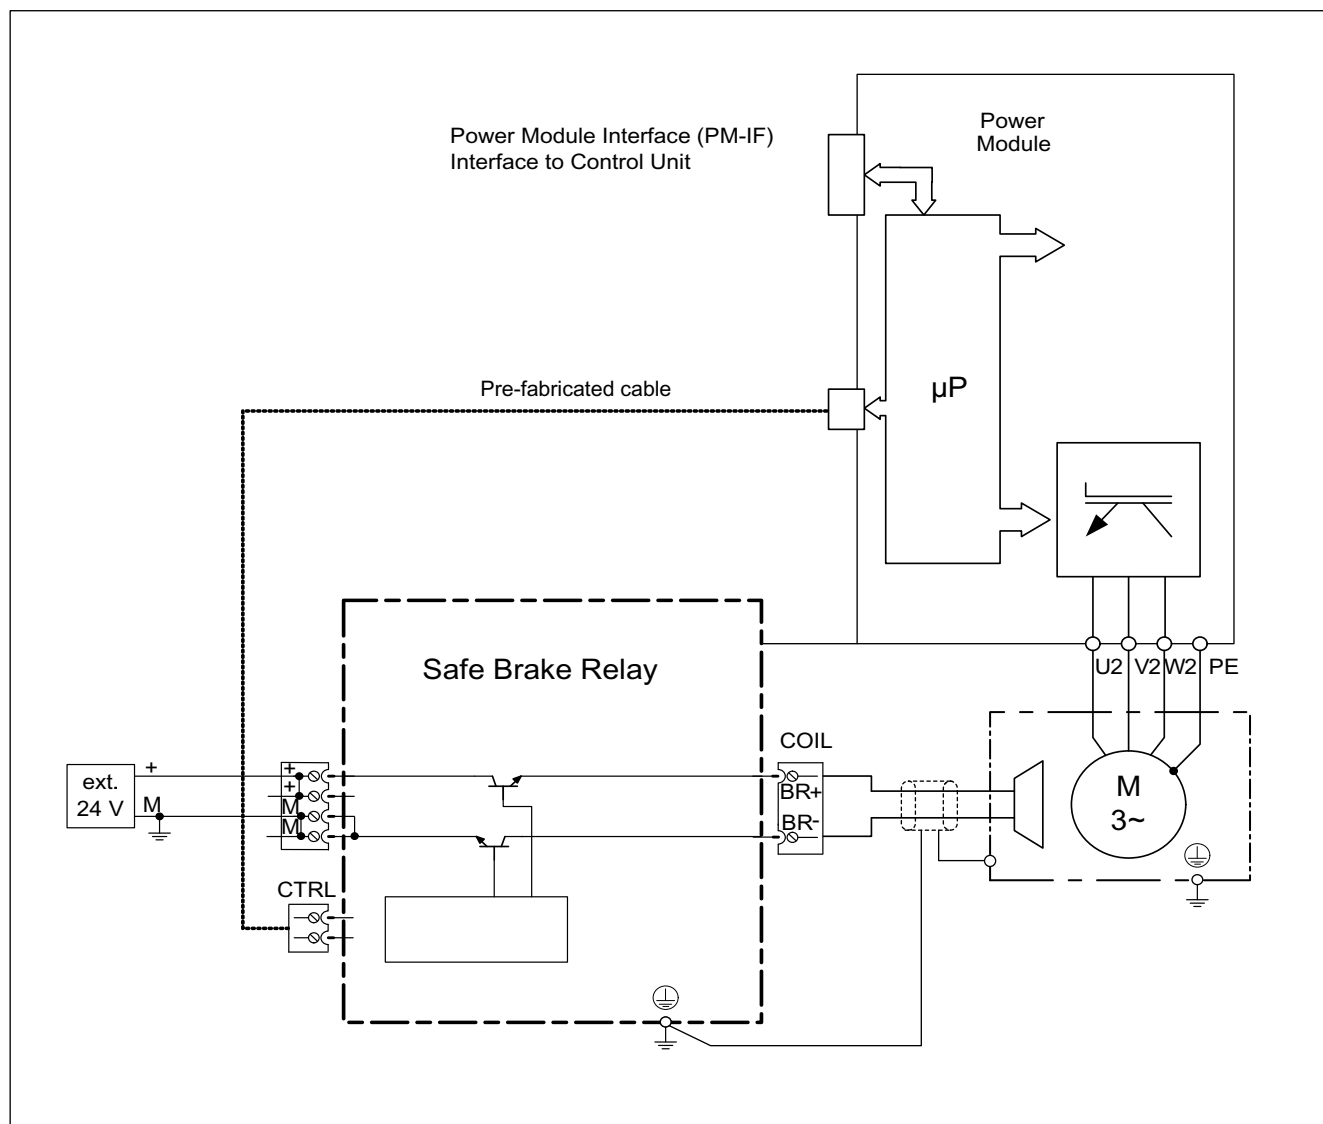 Power Module Interface (PM-IF)
Interface to Control Unit
Power
Module
Pre-fabricated cable
µP
Safe Brake Relay
U2
V2
W2
PE
ext.
24 V
+
M
+
+
M
M
COIL
BR+
BR-
M
3~
CTRL